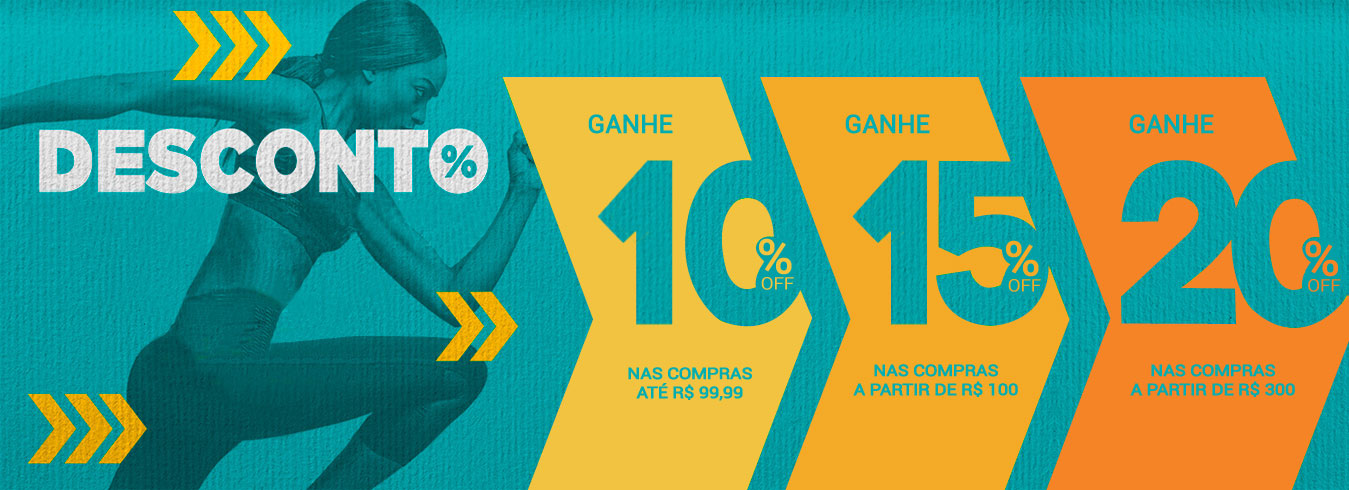 DESCONTO%
GANHE
10% OFF
NAS COMPRAS
ATÉ R$ 99,99
GANHE
15% OFF
NAS COMPRAS
A PARTIR DE R$ 100
GANHE
20% OFF
NAS COMPRAS
A PARTIR DE R$ 300